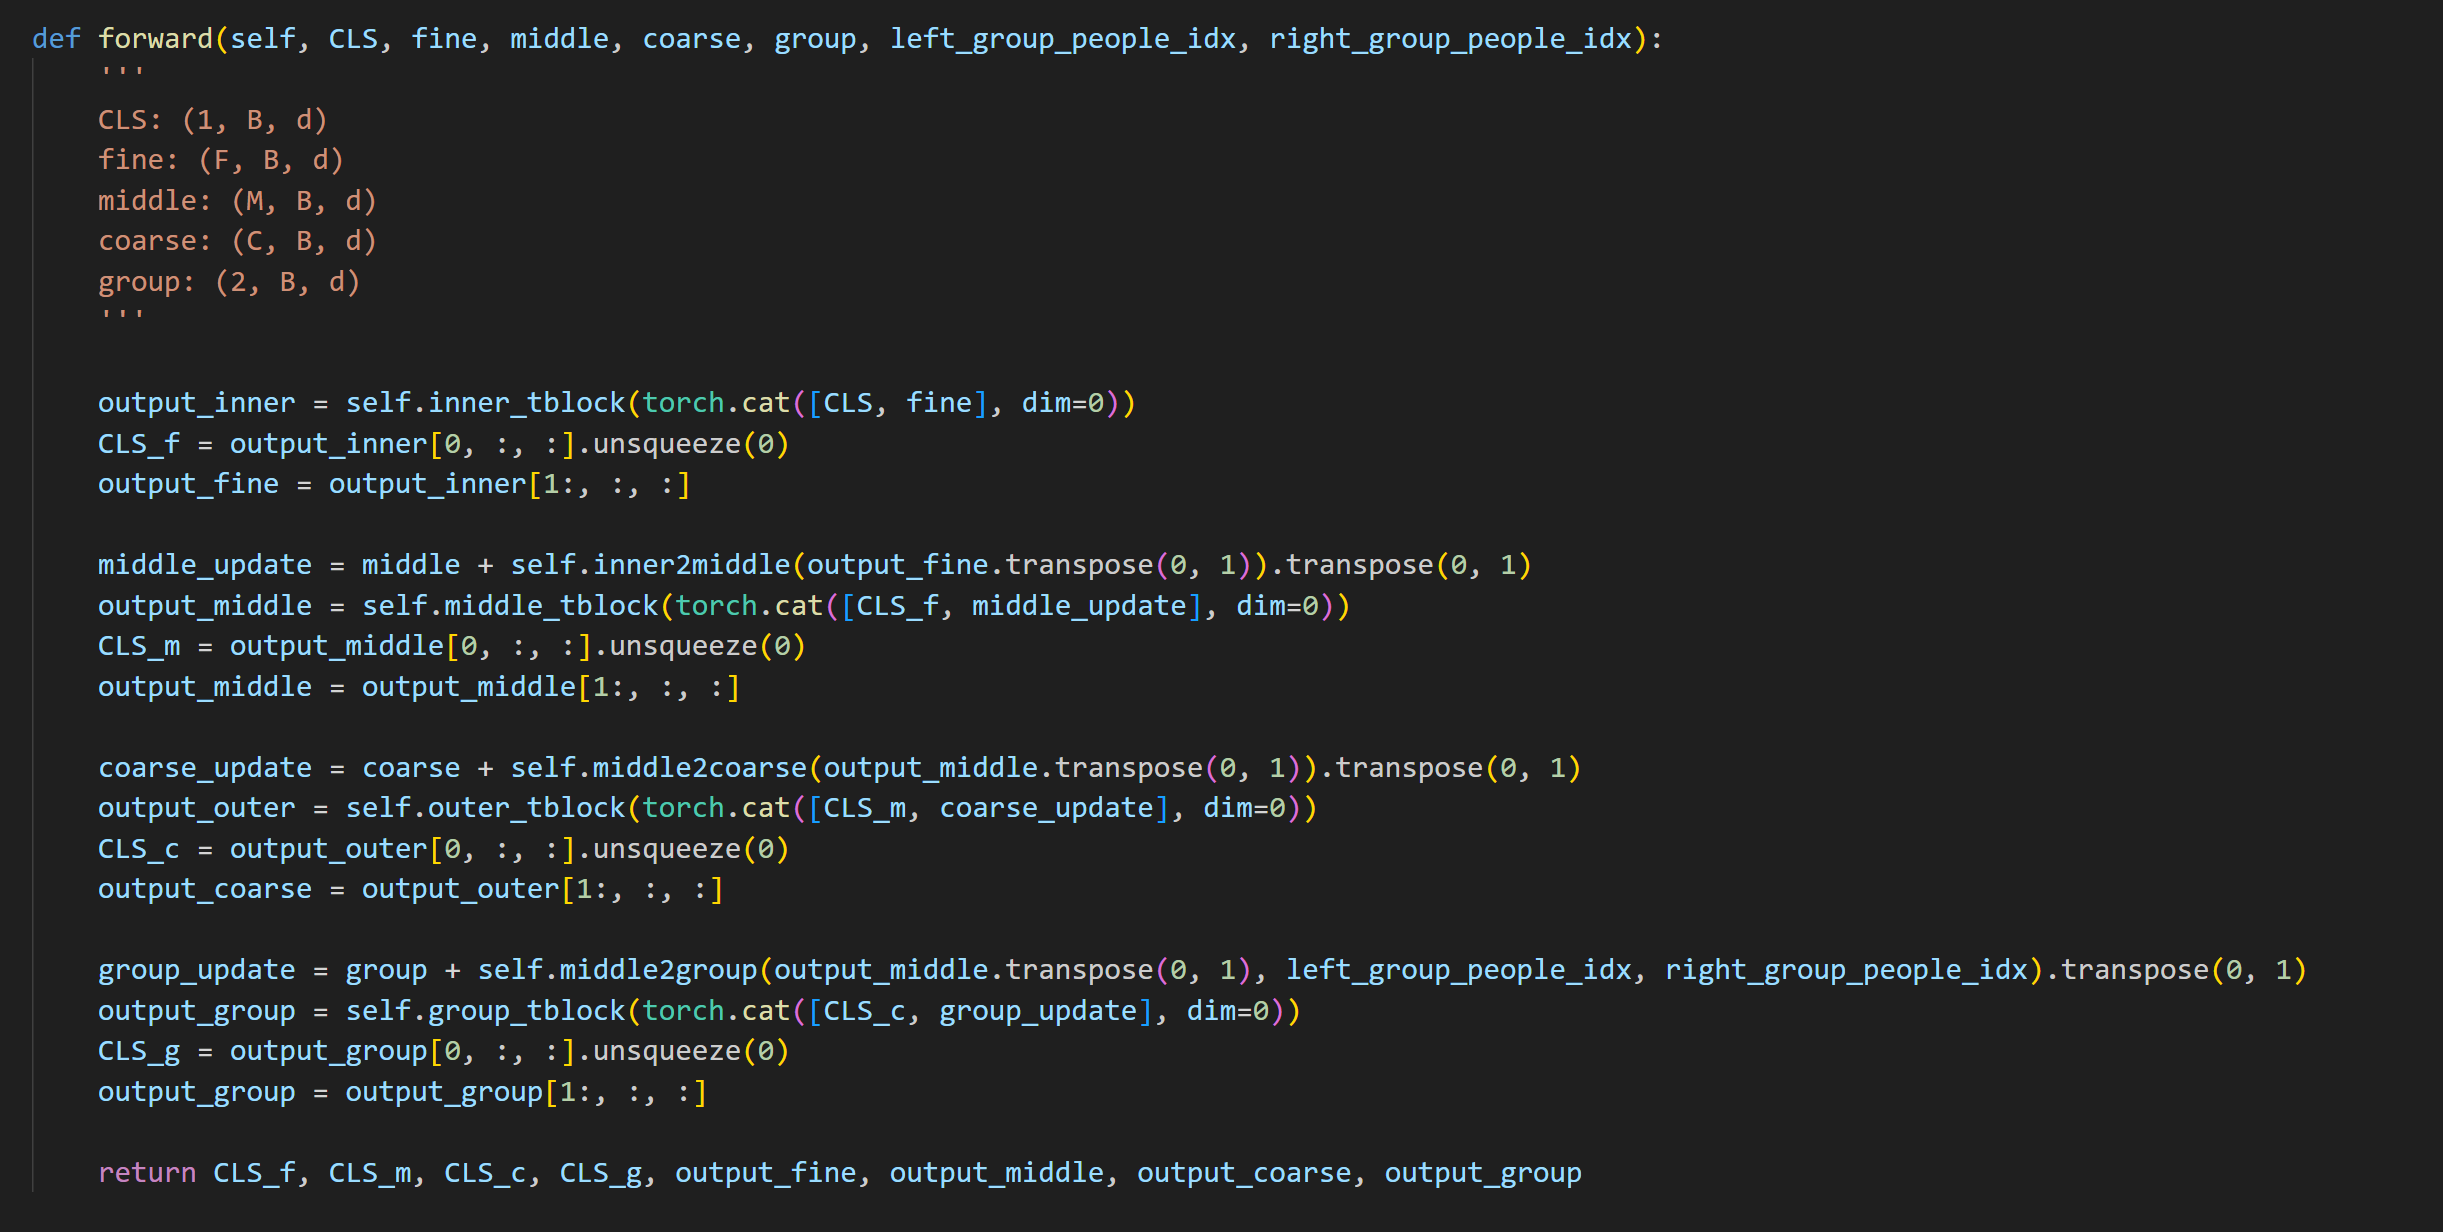 def forward(self, CLS, fine, middle, coarse, group, left_group_people_idx, right_group_people_idx):
    '''
    CLS: (1, B, d)
    fine: (F, B, d)
    middle: (M, B, d)
    coarse: (C, B, d)
    group: (2, B, d)
    '''
    output_inner = self.inner_tblock(torch.cat([CLS, fine], dim=0))
    CLS_f = output_inner[0, :, :].unsqueeze(0)
    output_fine = output_inner[1:, :, :]
    middle_update = middle + self.inner2middle(output_fine.transpose(0, 1)).transpose(0, 1)
    output_middle = self.middle_tblock(torch.cat([CLS_f, middle_update], dim=0))
    CLS_m = output_middle[0, :, :].unsqueeze(0)
    output_middle = output_middle[1:, :, :]
    coarse_update = coarse + self.middle2coarse(output_middle.transpose(0, 1)).transpose(0, 1)
    output_outer = self.outer_tblock(torch.cat([CLS_m, coarse_update], dim=0))
    CLS_c = output_outer[0, :, :].unsqueeze(0)
    output_coarse = output_outer[1:, :, :]
    group_update = group + self.middle2group(output_middle.transpose(0, 1), left_group_people_idx, right_group_people_idx).transpose(0, 1)
    output_group = self.group_tblock(torch.cat([CLS_c, group_update], dim=0))
    CLS_g = output_group[0, :, :].unsqueeze(0)
    output_group = output_group[1:, :, :]
    return CLS_f, CLS_m, CLS_c, CLS_g, output_fine, output_middle, output_coarse, output_group